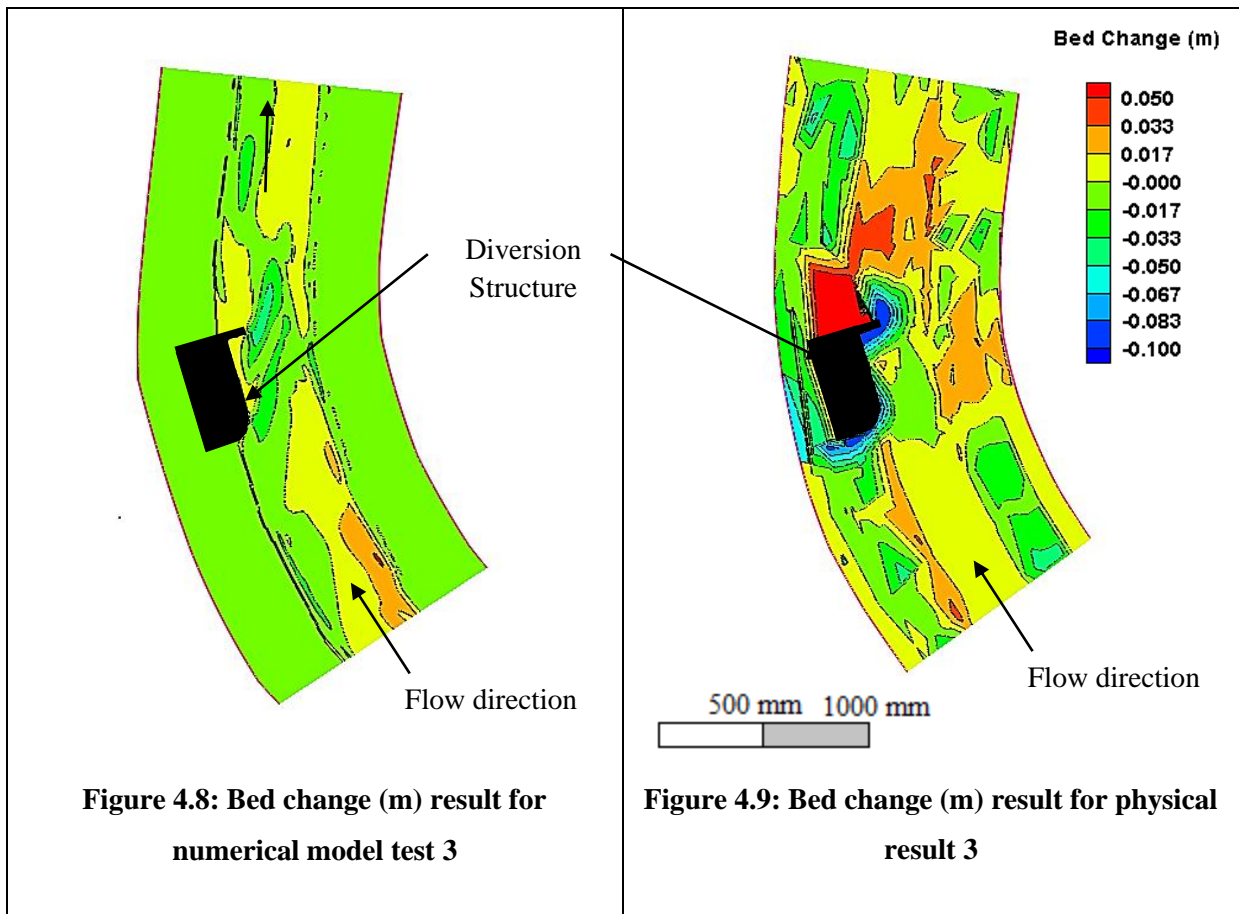 Diversion
Structure
Flow direction
Figure 4.8: Bed change (m) result for
numerical model test 3
Bed Change (m)
0.050
0.033
0.017
-0.000
-0.017
-0.033
-0.050
-0.067
-0.083
-0.100
Flow direction
500 mm 1000 mm
Figure 4.9: Bed change (m) result for physical
result 3